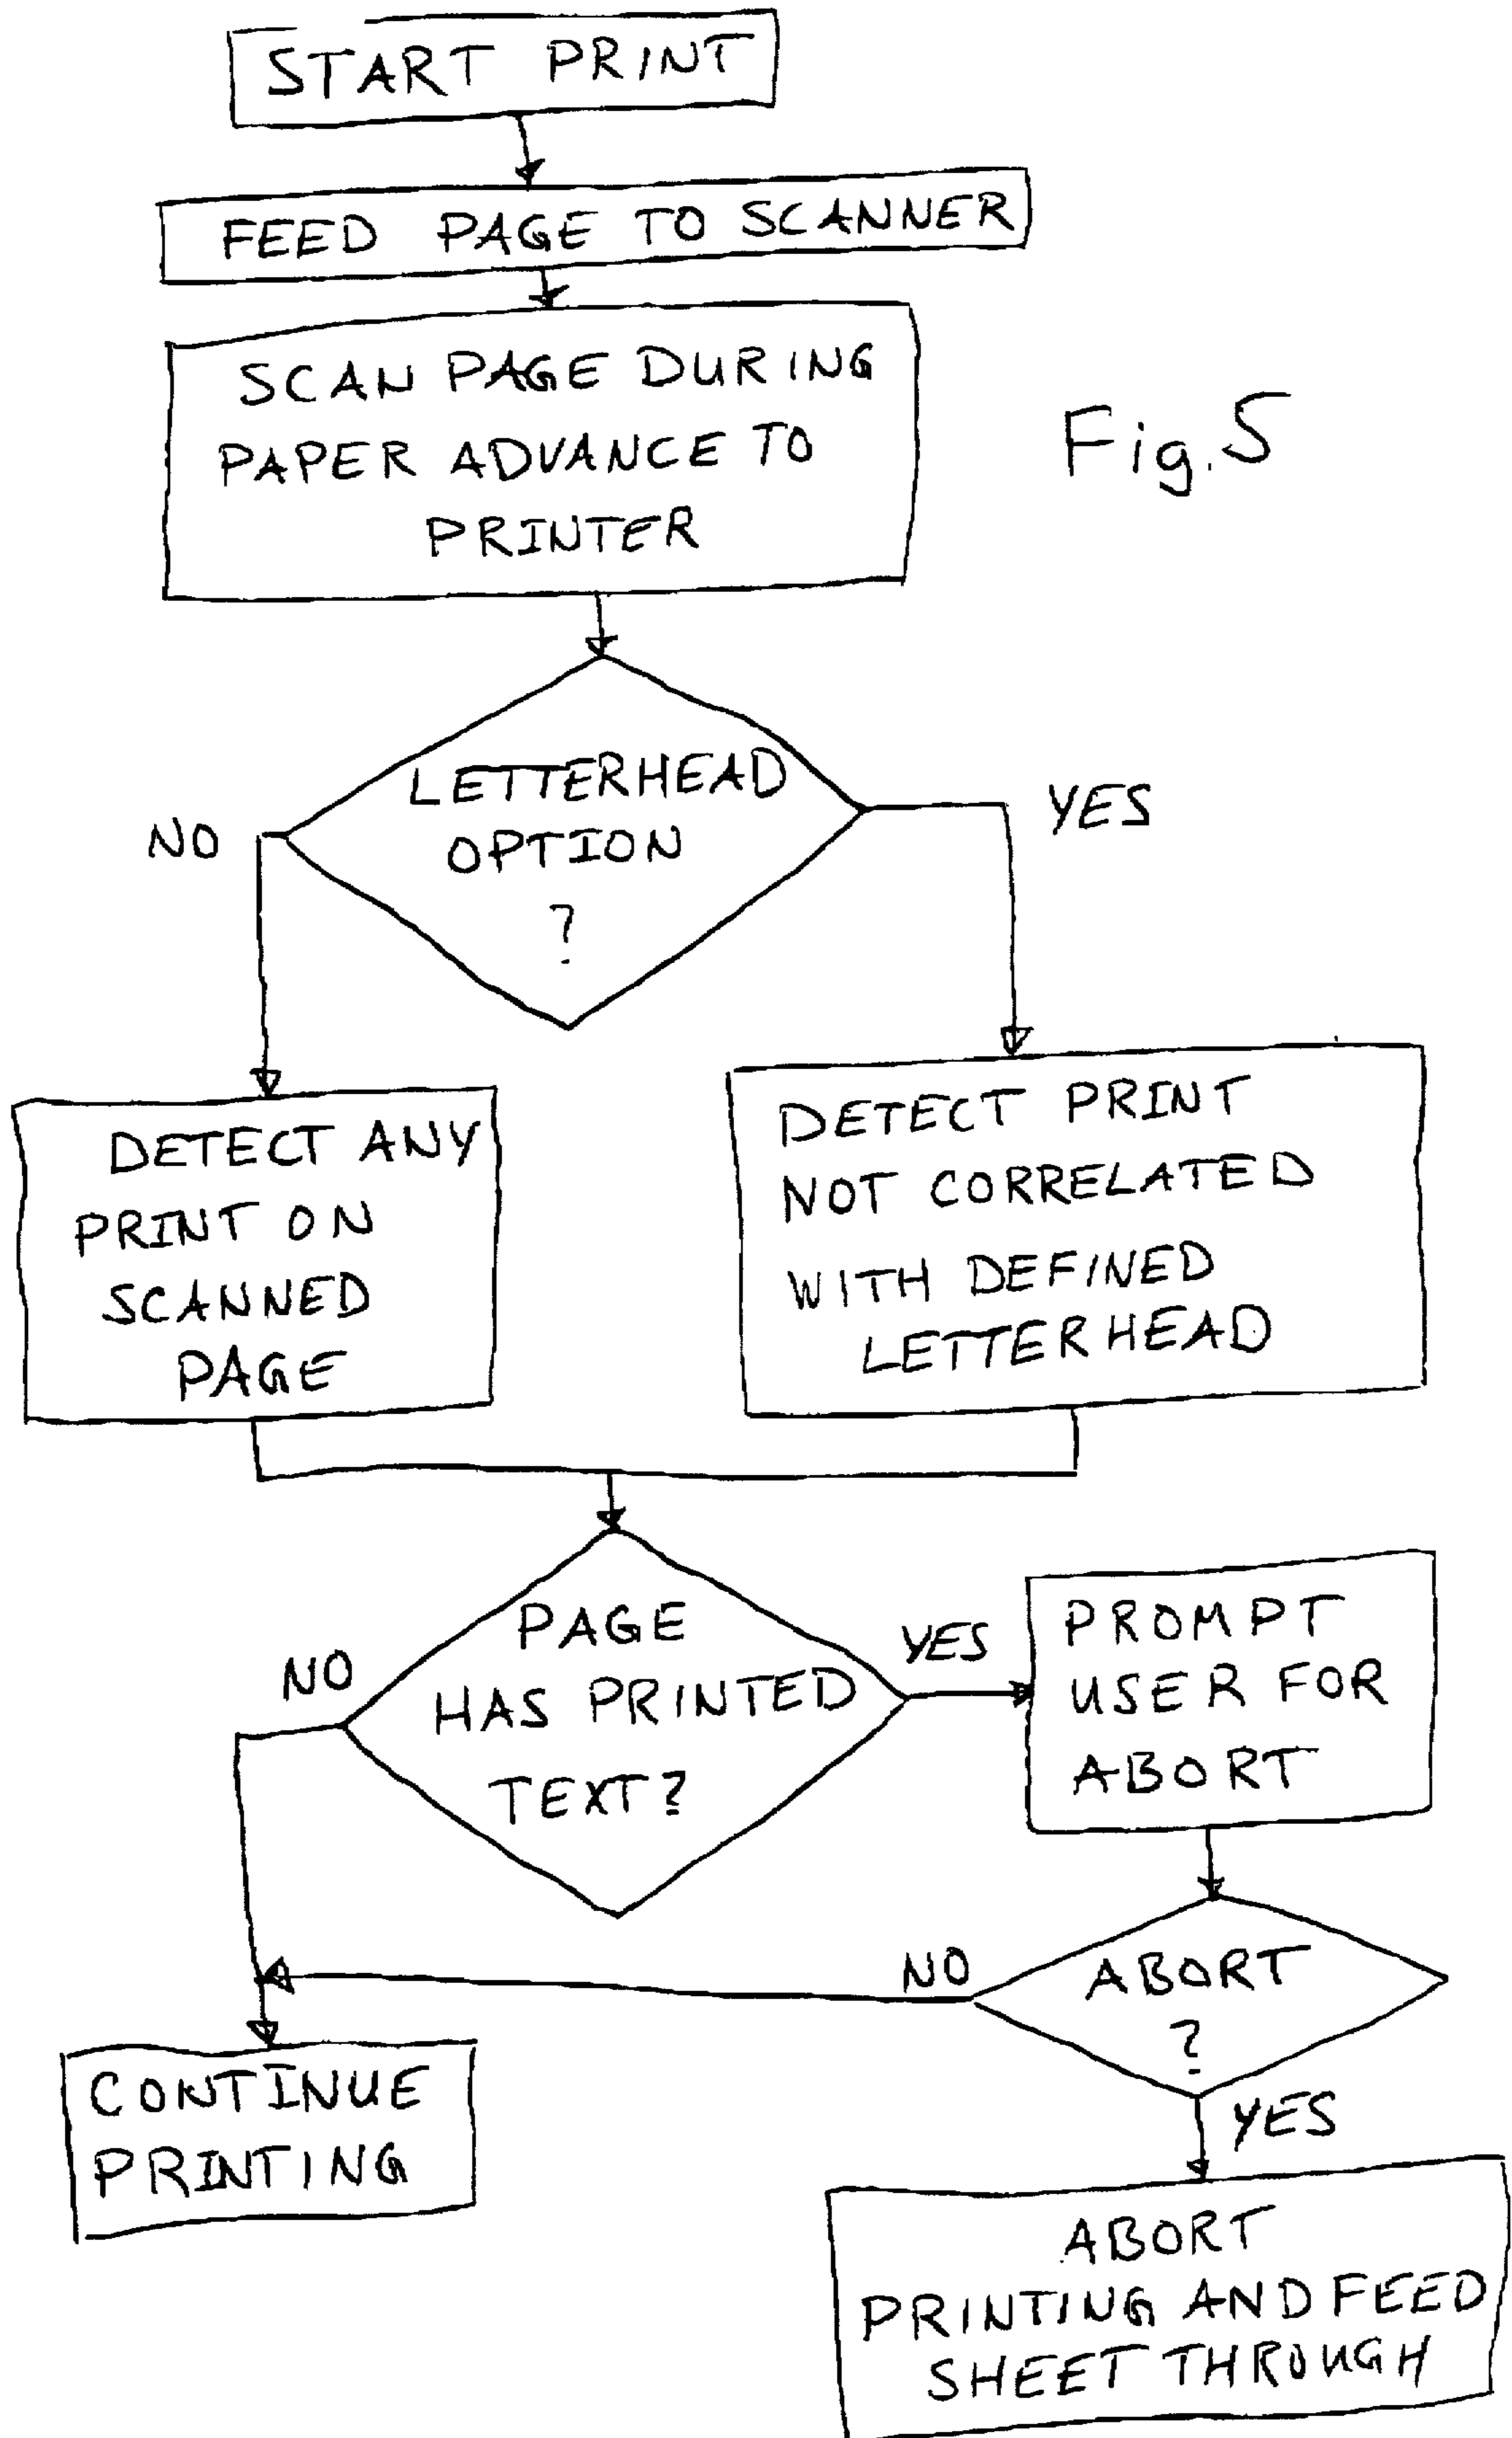 START PRINT
FEED PAGE TO SCANNER
SCAN PAGE DURING
PAPER ADVANCE TO
PRINTER
Fig. 5
LETTERHEAD
OPTION
?
NO
YES
DETECT ANY
PRINT ON
SCANNED
PAGE
DETECT PRINT
NOT CORRELATED
WITH DEFINED
LETTERHEAD
PAGE
HAS PRINTED
TEXT?
NO
YES
PROMPT
USER FOR
ABORT
ABORT
?
NO
YES
CONTINUE
PRINTING
ABORT
PRINTING AND FEED
SHEET THROUGH